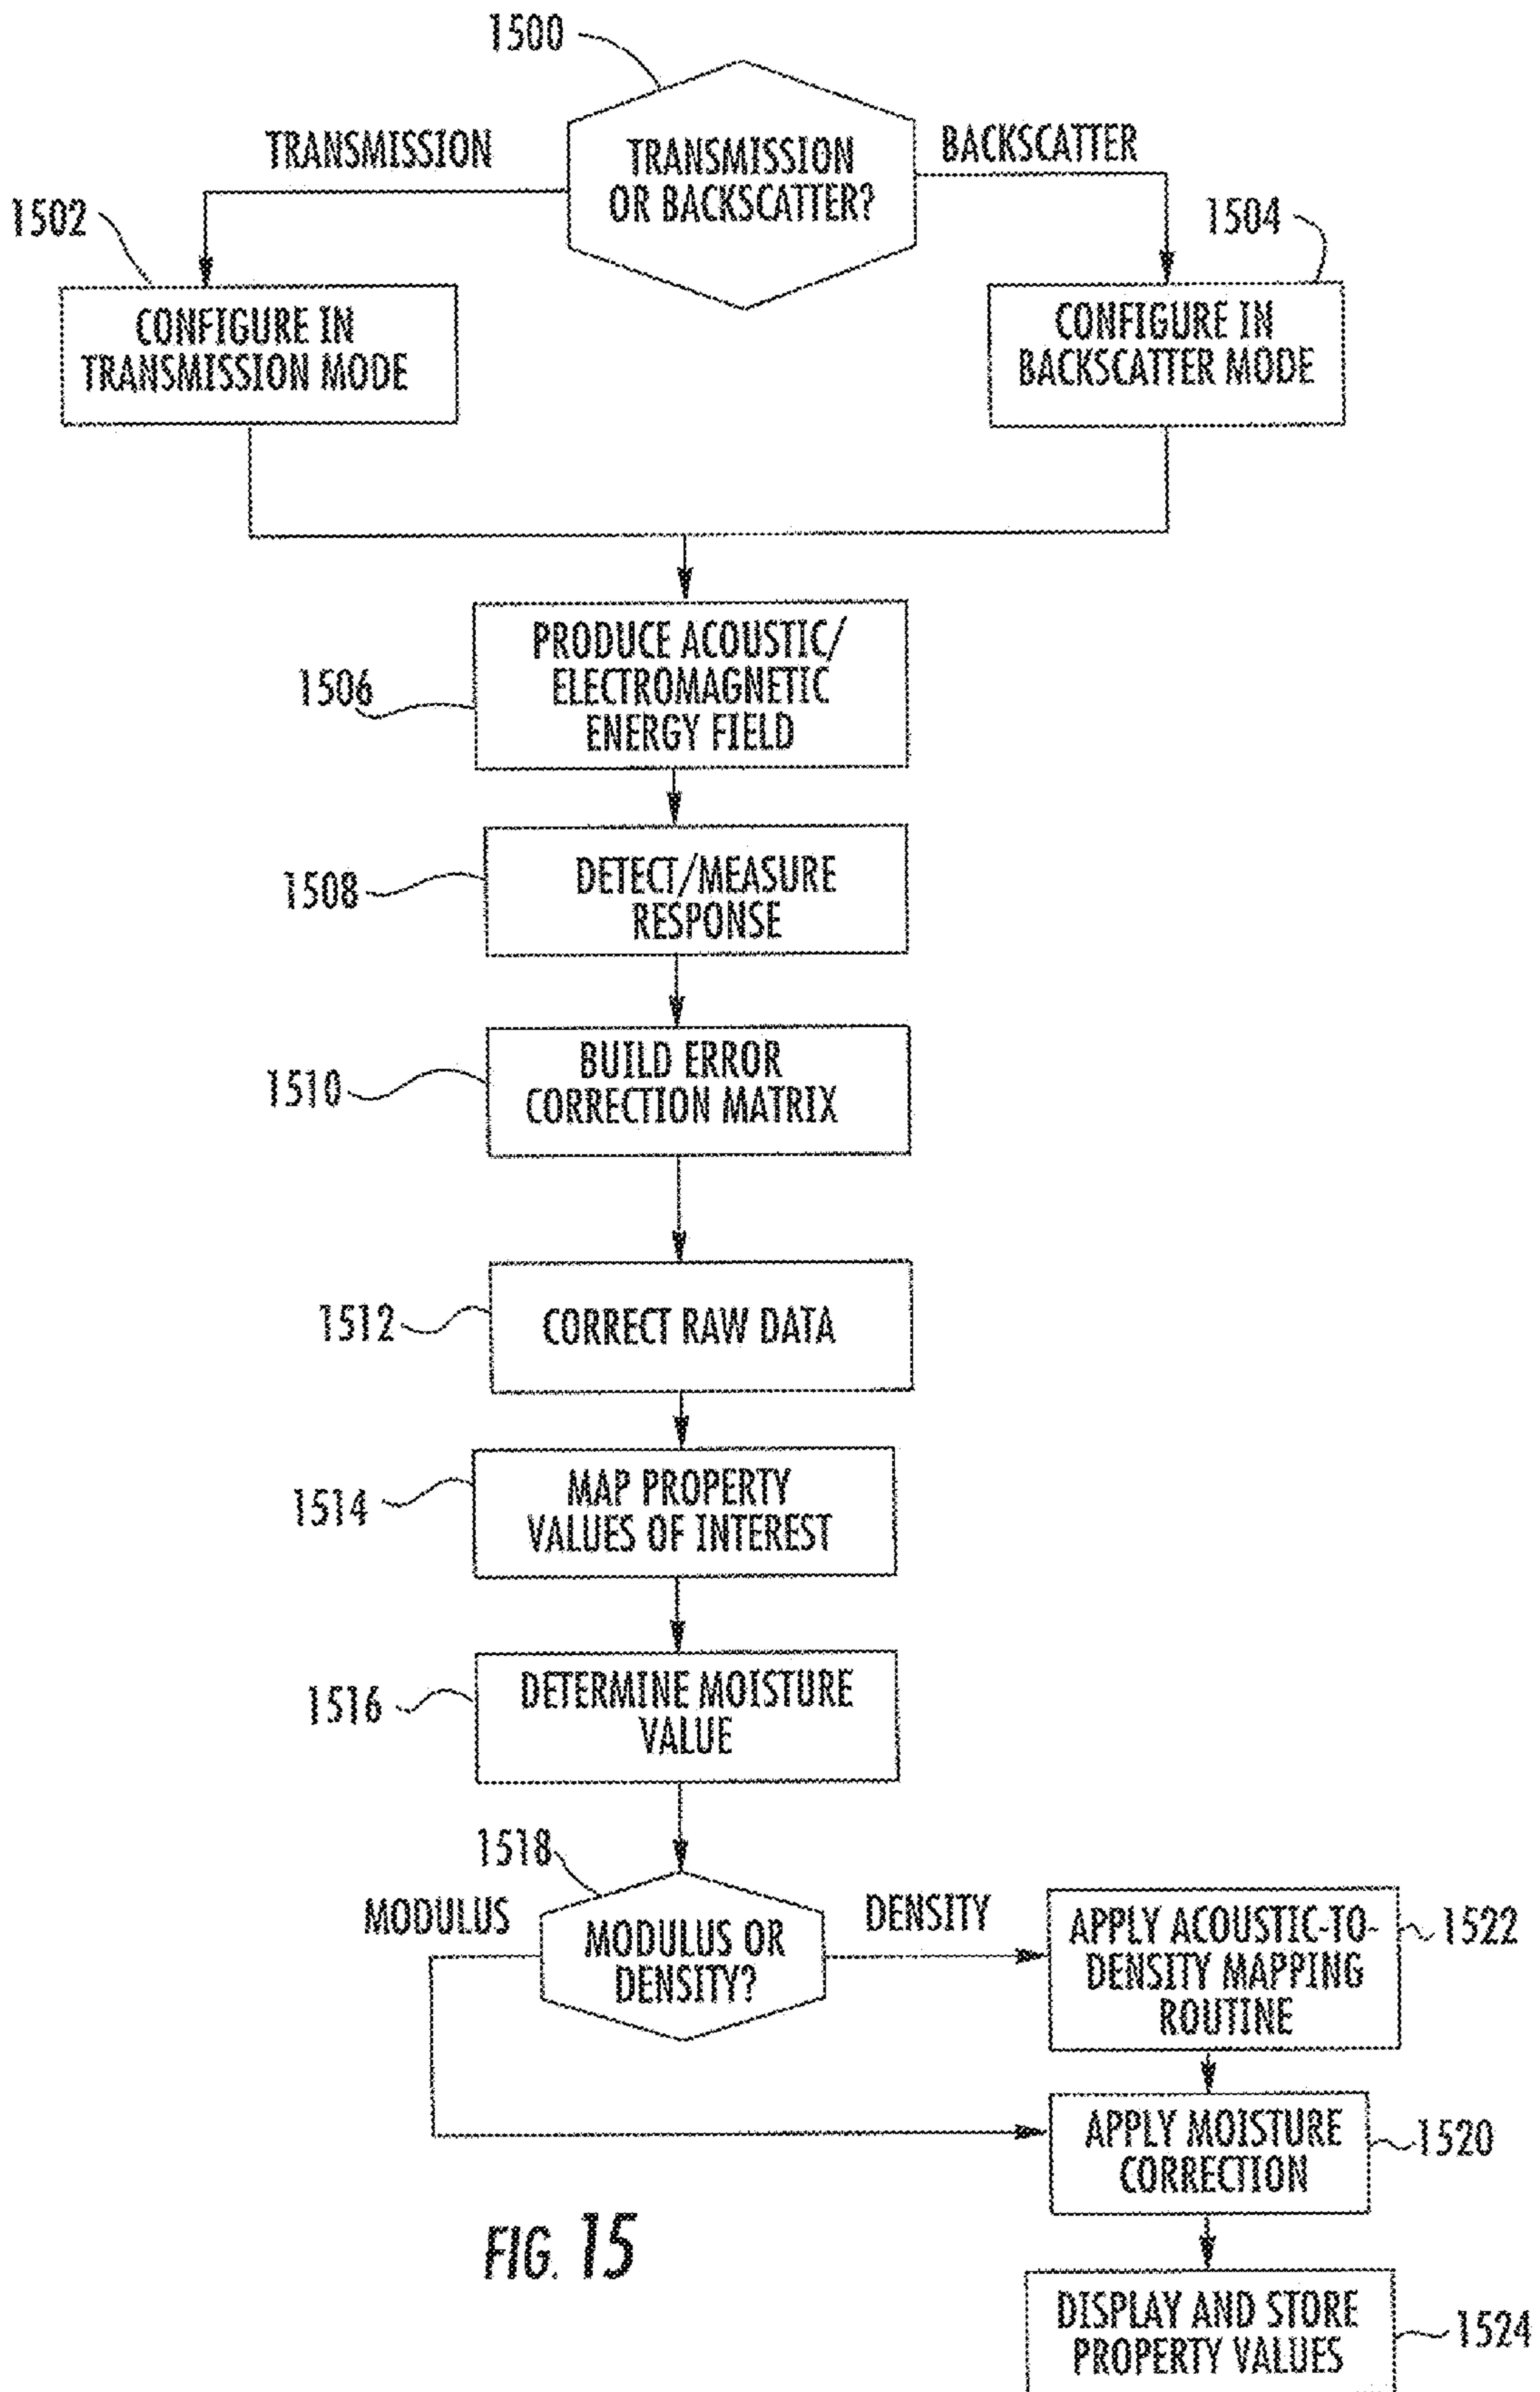 1500
TRANSMISSION
TRANSMISSION
OR BACKSCATTER?
BACKSCATTER
1502
1504
CONFIGURE IN
TRANSMISSION MODE
CONFIGURE IN
BACKSCATTER MODE
1506
PRODUCE ACOUSTIC/
ELECTROMAGNETIC
ENERGY FIELD
1508
DETECT/MEASURE
RESPONSE
1510
BUILD ERROR
CORRECTION MATRIX
1512
CORRECT RAW DATA
1514
MAP PROPERTY
VALUES OF INTEREST
1516
DETERMINE MOISTURE
VALUE
1518
MODULUS
MODULUS OR
DENSITY?
DENSITY
APPLY ACOUSTIC-TO-
DENSITY MAPPING
ROUTINE
1522
APPLY MOISTURE
CORRECTION
1520
FIG. 15
DISPLAY AND STORE
PROPERTY VALUES
1524